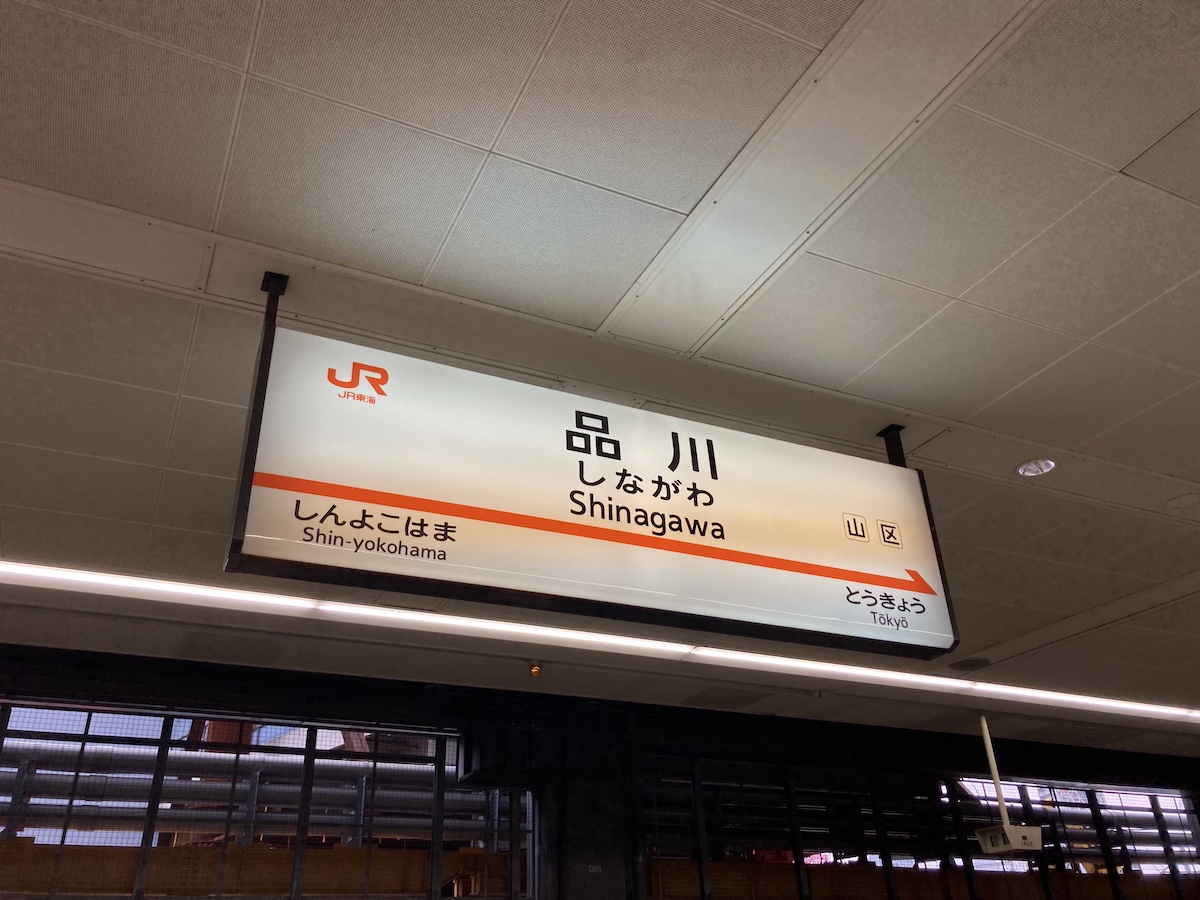 JR
JR東海
品川
しながわ
Shinagawa
山 区
しんよこはま
Shin-yokohama
とうきょう
Tōkyō